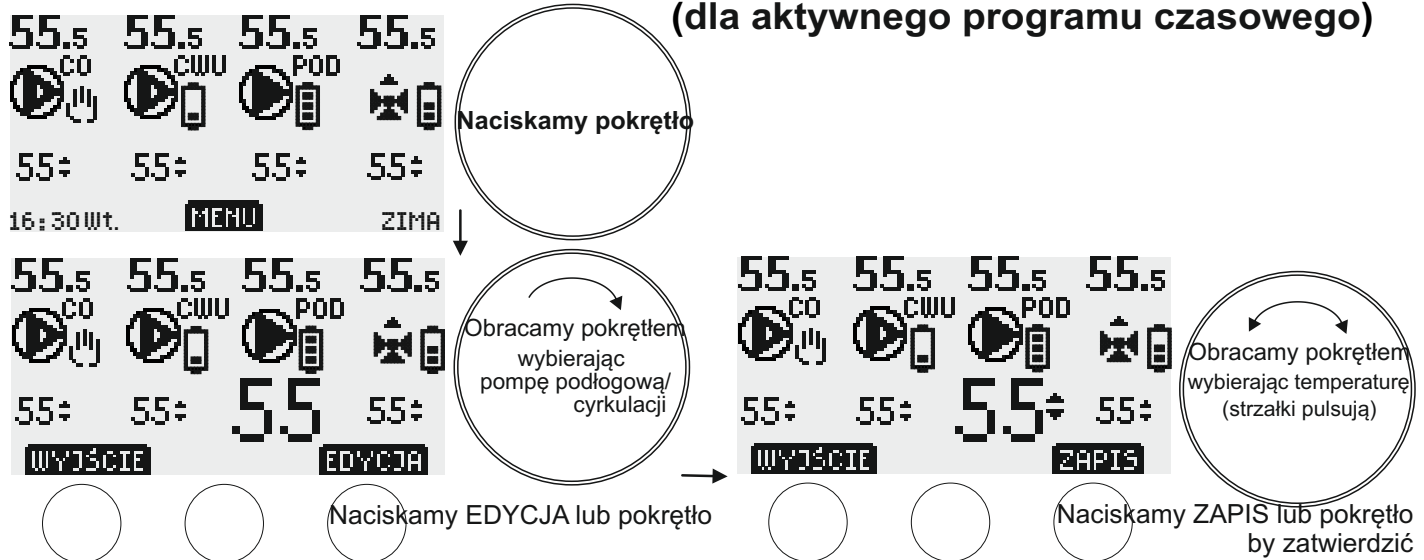 (dla aktywnego programu czasowego)
55.5 55.5 55.5 55.5
CO CWU POD
55 55 55 55
16:30 Wt. MENU ZIMA
Naciskamy pokrętło
55.5 55.5 55.5 55.5
CO CWU POD
55 55 55 55
WYJŚCIE EDYCJA
Obracamy pokrętłem
wybierając
pompę podłogową/
cyrkulacji
Naciskamy EDYCJA lub pokrętło
55.5 55.5 55.5 55.5
CO CWU POD
55 55 55 55
WYJŚCIE ZAPIS
Obracamy pokrętłem
wybierając temperaturę
(strzałki pulsują)
Naciskamy ZAPIS lub pokrętło
by zatwierdzić